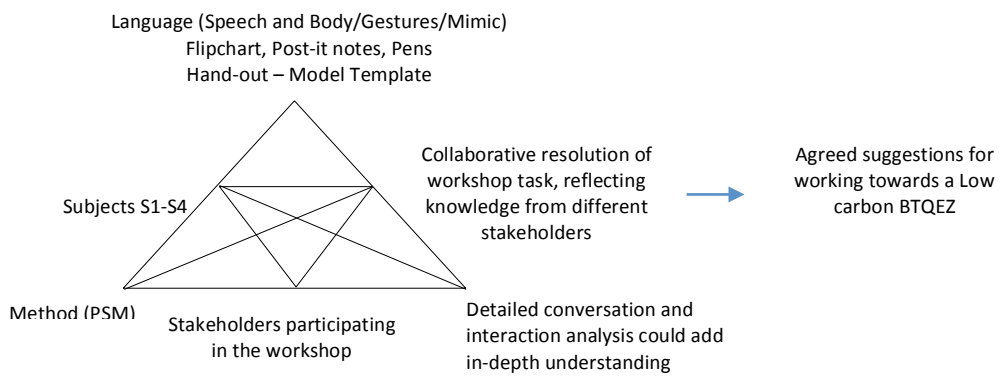 Language (Speech and Body/Gestures/Mimic)
Flipchart, Post-it notes, Pens
Hand-out – Model Template
Subjects S1-S4
Collaborative resolution of
workshop task, reflecting
knowledge from different
stakeholders
Agreed suggestions for
working towards a Low
carbon BTQEZ
Method (PSM)
Stakeholders participating
in the workshop
Detailed conversation and
interaction analysis could add
in-depth understanding